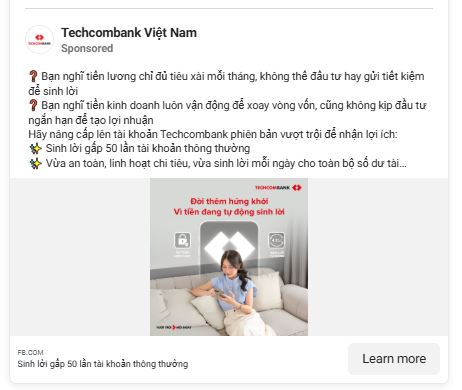 Techcombank Việt Nam
Sponsored
TECHCOMBANK
❓ Bạn nghĩ tiền lương chỉ đủ tiêu xài mỗi tháng, không thể đầu tư hay gửi tiết kiệm
để sinh lời
❓ Bạn nghĩ tiền kinh doanh luôn vận động để xoay vòng vốn, cũng không kịp đầu tư
ngắn hạn để tạo lợi nhuận
Hãy nâng cấp lên tài khoản Techcombank phiên bản vượt trội để nhận lợi ích:
✨ Sinh lời gấp 50 lần tài khoản thông thường
✨ Vừa an toàn, linh hoạt chi tiêu, vừa sinh lời mỗi ngày cho toàn bộ số dư tài...
TECHCOMBANK
Đời thêm hứng khởi
Vì tiền đang tự động sinh lời
VƯỢT TRỘI MỖI NGÀY
FB.COM
Sinh lời gấp 50 lần tài khoản thông thường
Learn more